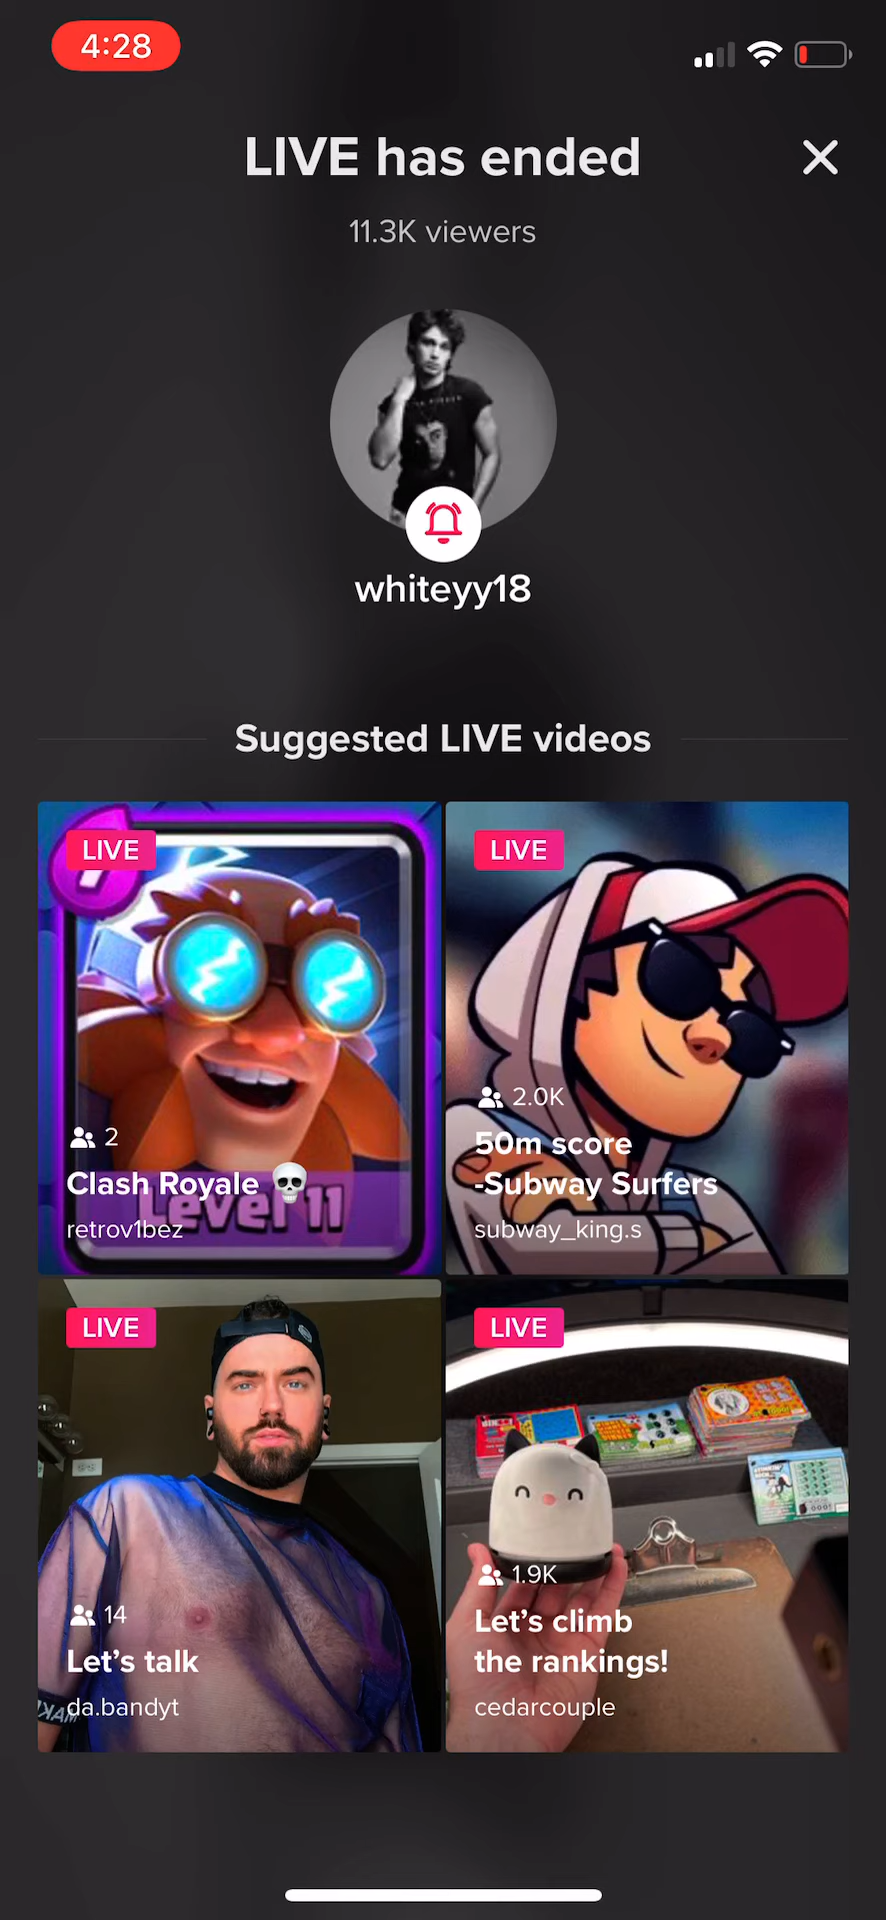 4:28
LIVE has ended
11.3K viewers
whiteyy18
Suggested LIVE videos
LIVE
2
Clash Royale 💀
Level 11
retrov1bez
LIVE
2.0K
50m score
-Subway Surfers
subway_king.s
LIVE
14
Let's talk
da.bandyt
LIVE
1.9K
Let's climb
the rankings!
cedarcouple